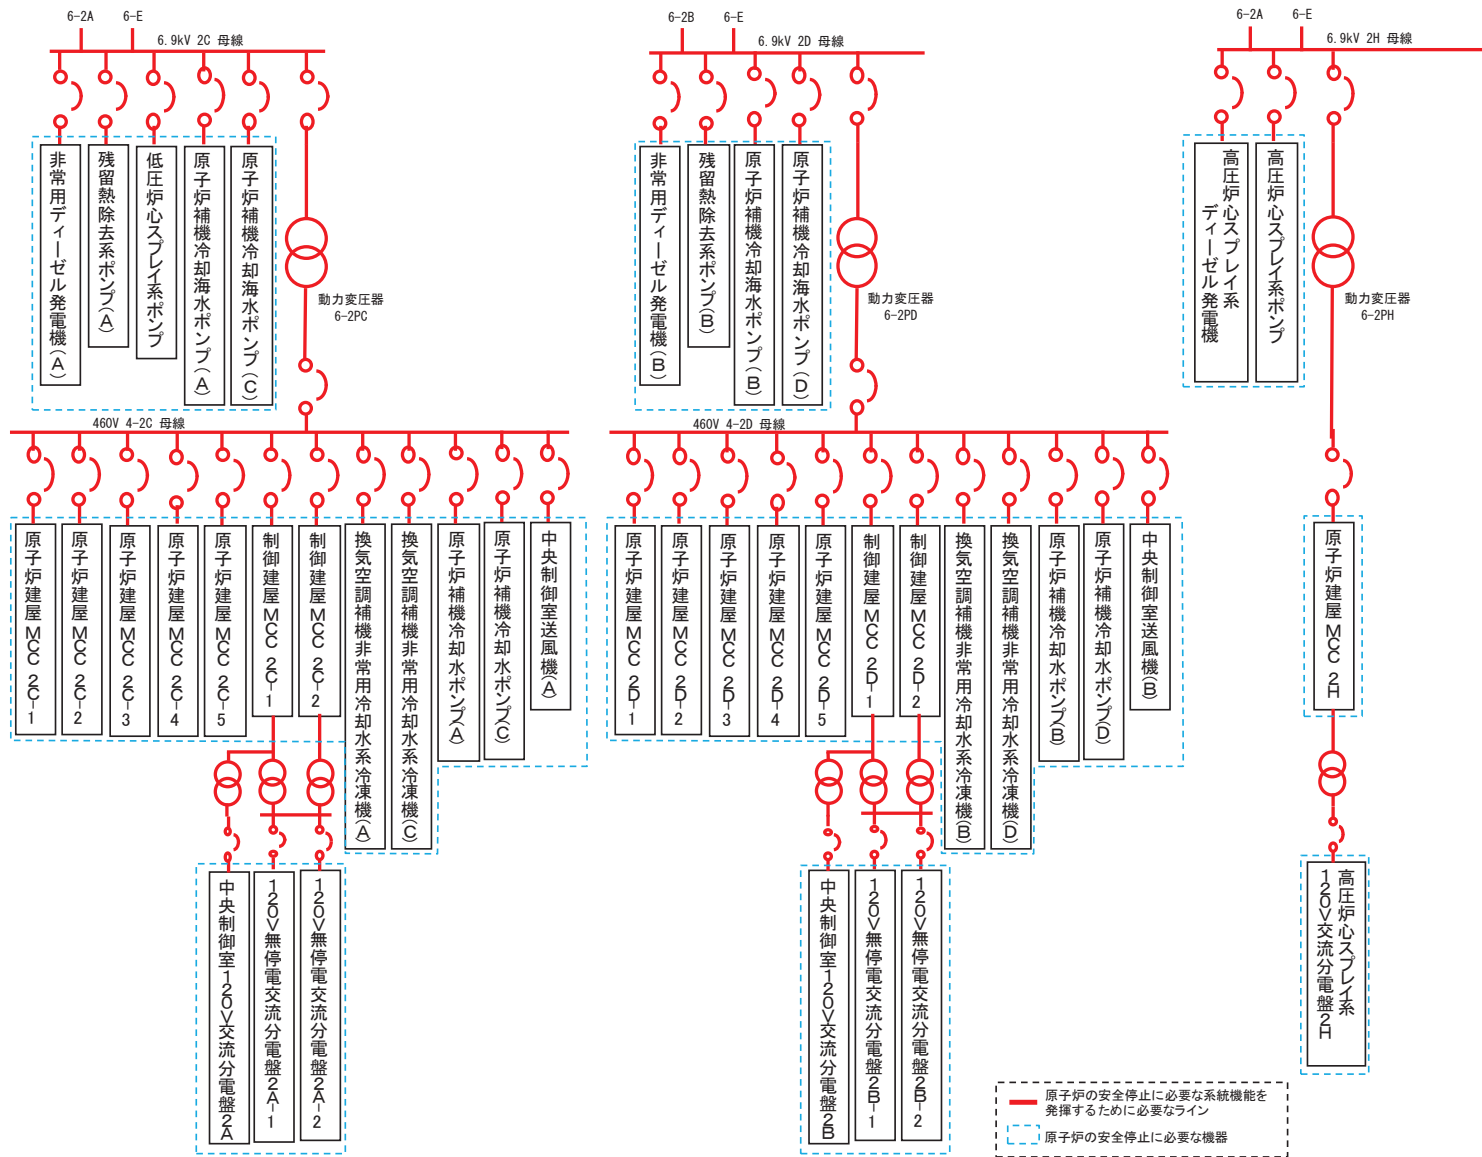 6-2A
6-E
6.9kV 2C 母線
非常用ディーゼル発電機(A)
残留熱除去系ポンプ(A)
低圧炉心スプレイ系ポンプ
原子炉補機冷却海水ポンプ(A)
原子炉補機冷却海水ポンプ(C)
動力変圧器
6-2PC
460V 4-2C 母線
原子炉建屋MCC 2C-1
原子炉建屋MCC 2C-2
原子炉建屋MCC 2C-3
原子炉建屋MCC 2C-4
原子炉建屋MCC 2C-5
制御建屋MCC 2C-1
制御建屋MCC 2C-2
換気空調補機非常用冷却水系冷凍機(A)
換気空調補機非常用冷却水系冷凍機(C)
原子炉補機冷却水ポンプ(A)
原子炉補機冷却水ポンプ(C)
中央制御室送風機(A)
中央制御室120V交流分電盤2A
120V無停電交流分電盤2A-1
120V無停電交流分電盤2A-2
6-2B
6-E
6.9kV 2D 母線
非常用ディーゼル発電機(B)
残留熱除去系ポンプ(B)
原子炉補機冷却海水ポンプ(B)
原子炉補機冷却海水ポンプ(D)
動力変圧器
6-2PD
460V 4-2D 母線
原子炉建屋MCC 2D-1
原子炉建屋MCC 2D-2
原子炉建屋MCC 2D-3
原子炉建屋MCC 2D-4
原子炉建屋MCC 2D-5
制御建屋MCC 2D-1
制御建屋MCC 2D-2
換気空調補機非常用冷却水系冷凍機(B)
換気空調補機非常用冷却水系冷凍機(D)
原子炉補機冷却水ポンプ(B)
原子炉補機冷却水ポンプ(D)
中央制御室送風機(B)
中央制御室120V交流分電盤2B
120V無停電交流分電盤2B-1
120V無停電交流分電盤2B-2
6-2A
6-E
6.9kV 2H 母線
高圧炉心スプレイ系
ディーゼル発電機
高圧炉心スプレイ系ポンプ
動力変圧器
6-2PH
原子炉建屋MCC 2H
高圧炉心スプレイ系
120V交流分電盤2H
原子炉の安全停止に必要な系統機能を
発揮するために必要なライン
原子炉の安全停止に必要な機器